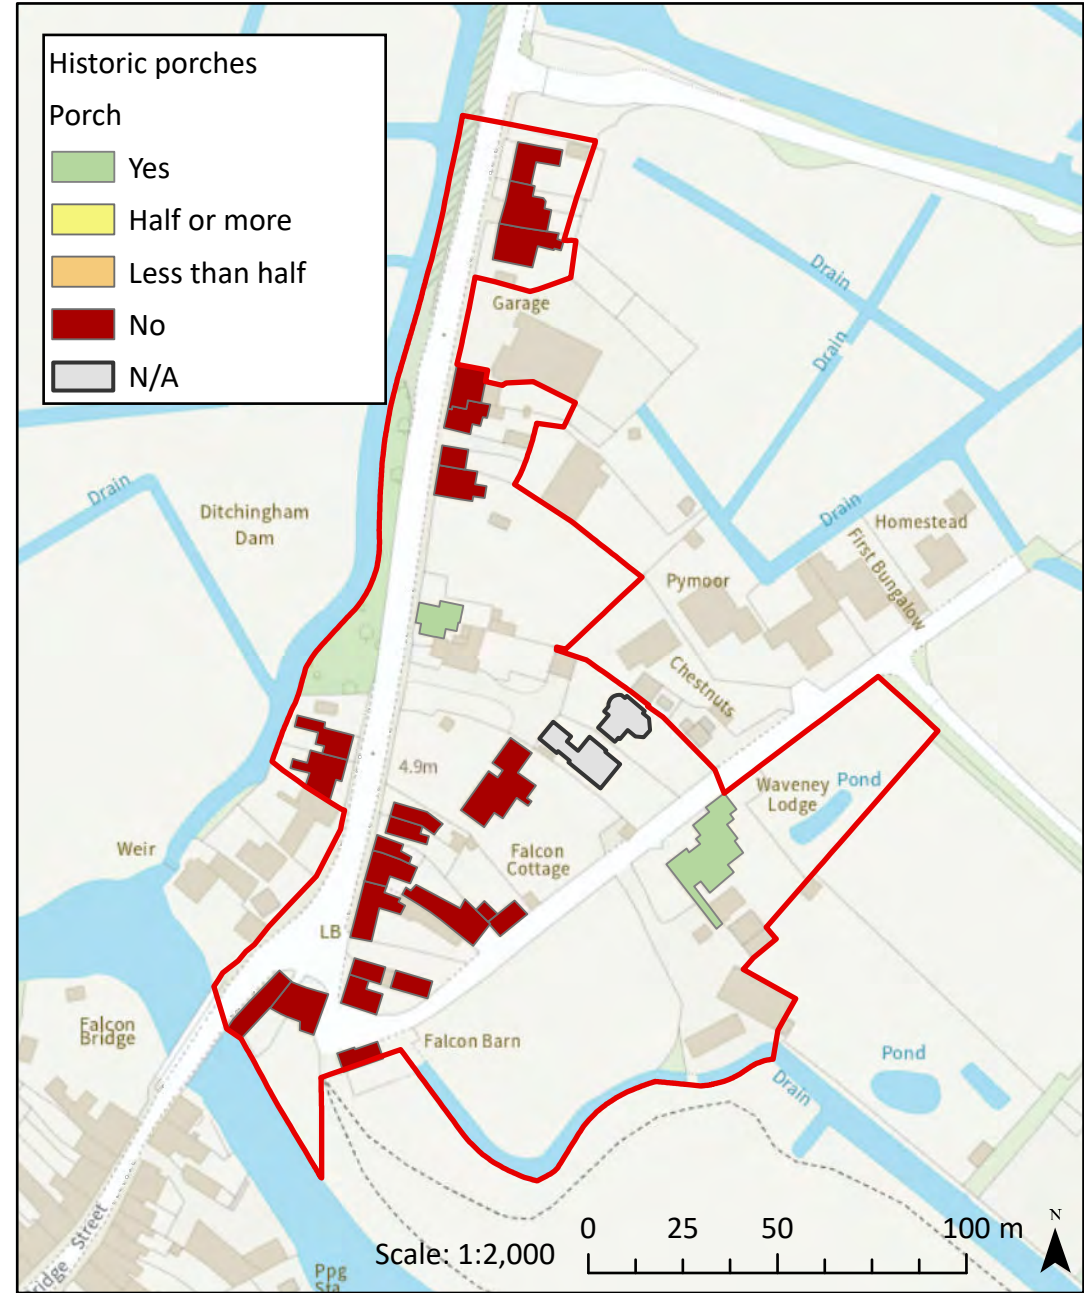 Historic porches
Porch
Yes
Half or more
Less than half
No
N/A
Garage
Drain
Drain
Drain
Ditchingham
Dam
Drain
Homestead
First Bungalow
Pymoor
Chestnuts
4.9m
Waveney
Lodge
Pond
Weir
Falcon
Cottage
LB
Falcon
Bridge
Falcon Barn
Pond
Drain
Street
ridge
Ppg
Sta
0 25 50 100 m
Scale: 1:2,000
N